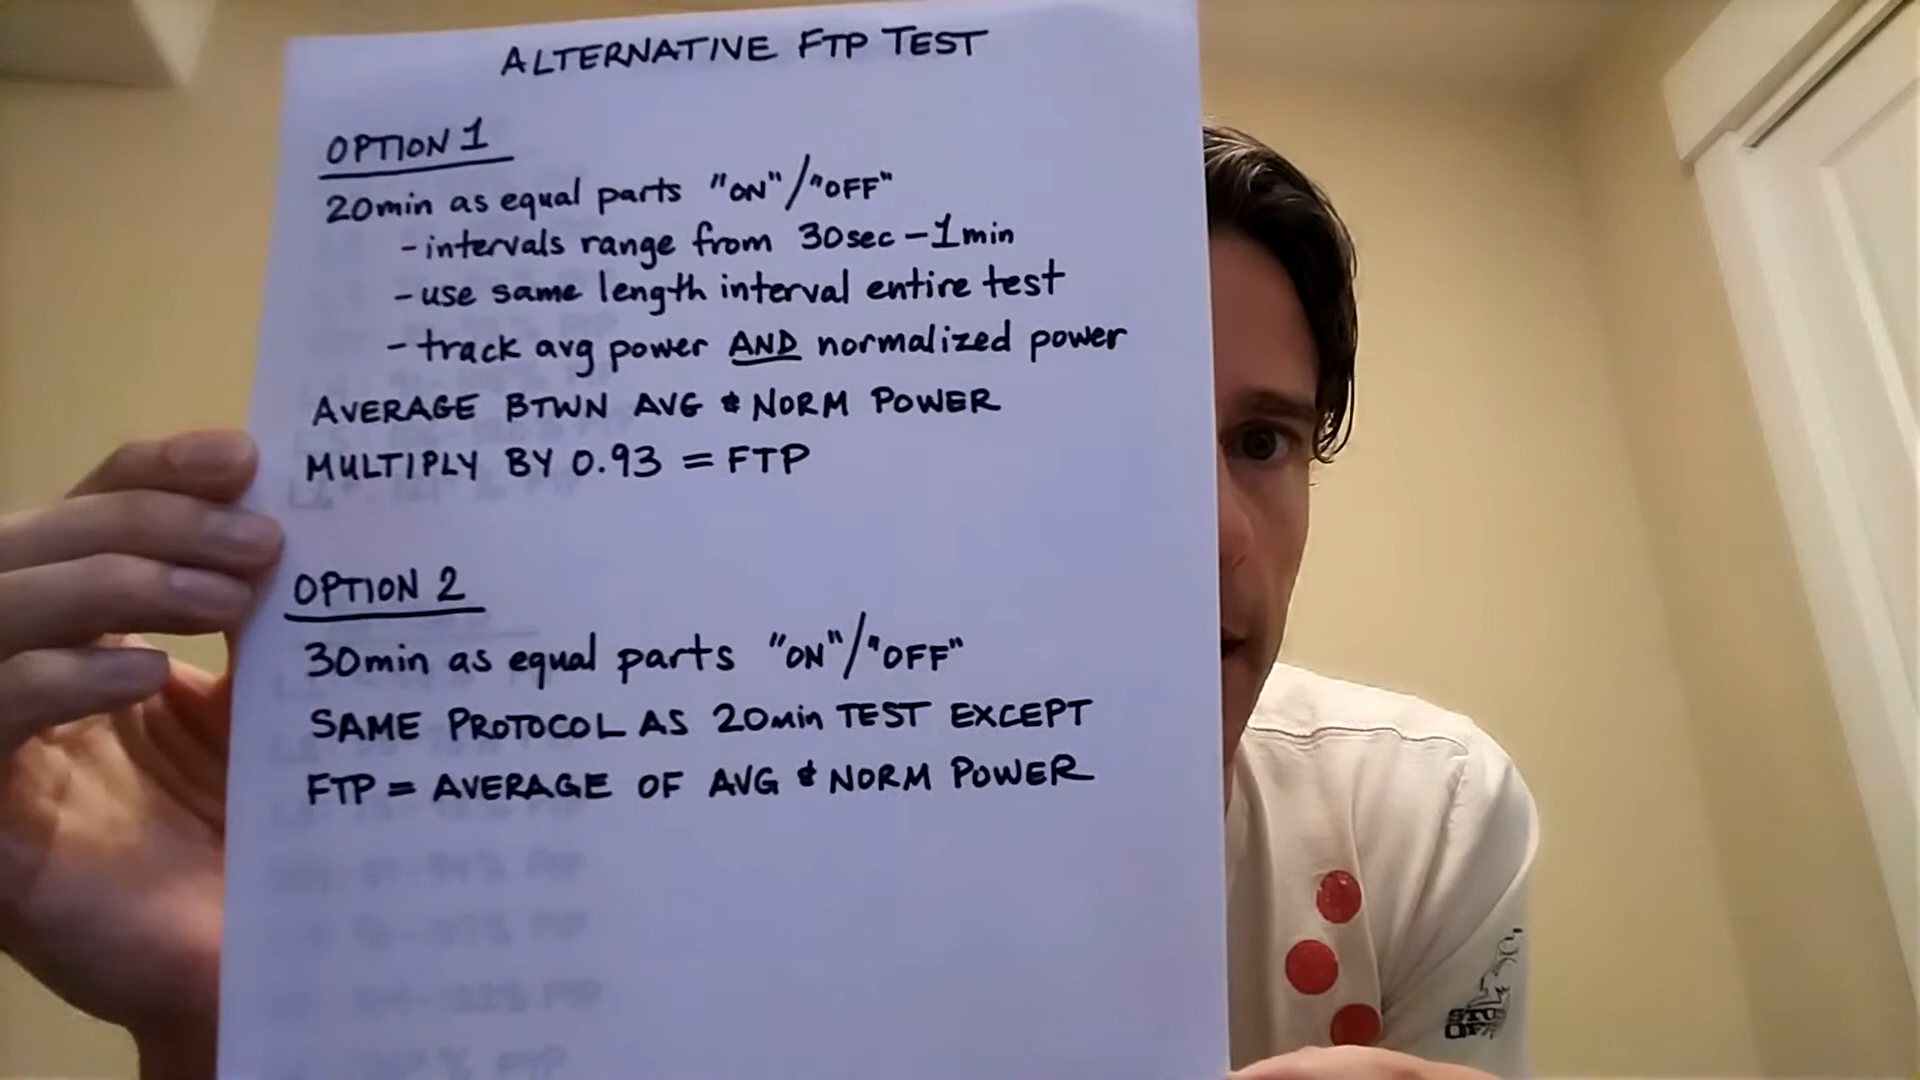 ALTERNATIVE FTP TEST
OPTION 1
20min as equal parts "ON"/"OFF"
- intervals range from 30sec - 1min
- use same length interval entire test
- track avg power AND normalized power
AVERAGE BTWN AVG & NORM POWER
MULTIPLY BY 0.93 = FTP
OPTION 2
30min as equal parts "ON"/"OFF"
SAME PROTOCOL AS 20min TEST EXCEPT
FTP = AVERAGE OF AVG & NORM POWER